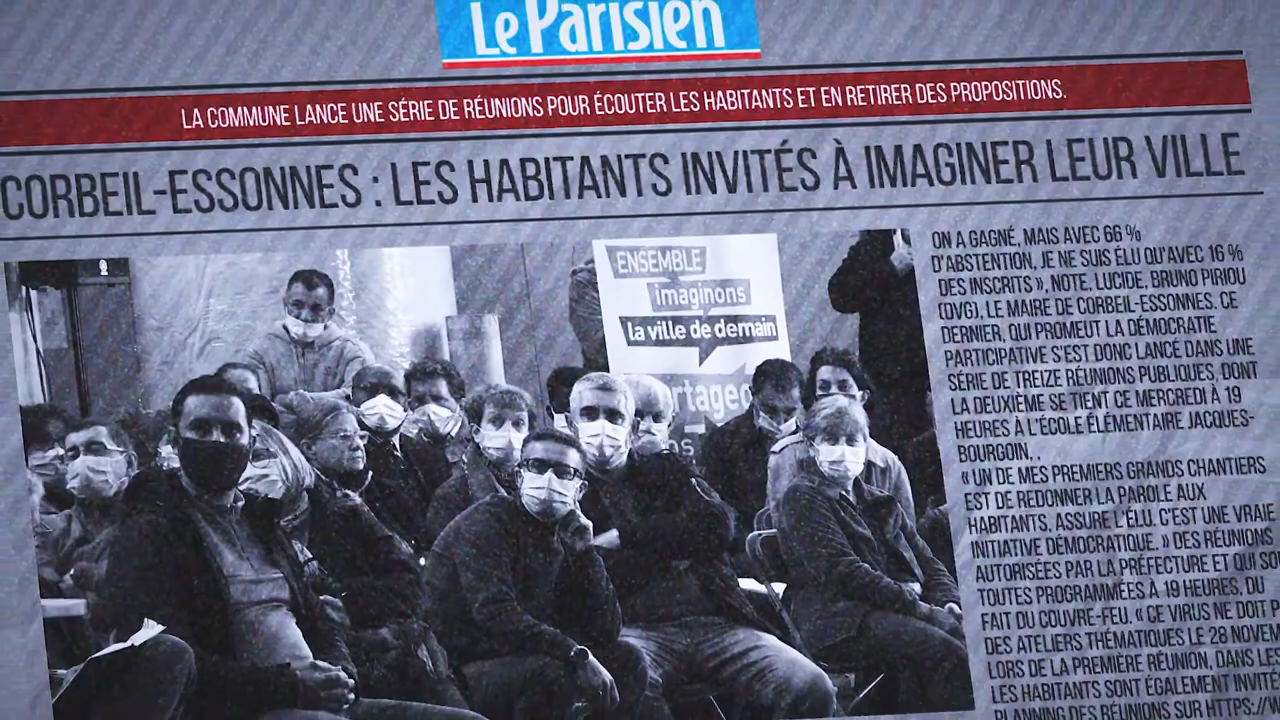 Le Parisien
LA COMMUNE LANCE UNE SÉRIE DE RÉUNIONS POUR ÉCOUTER LES HABITANTS ET EN RETIRER DES PROPOSITIONS.
CORBEIL-ESSONNES : LES HABITANTS INVITÉS À IMAGINER LEUR VILLE
ENSEMBLE
imaginons
la ville de demain
ON A GAGNÉ, MAIS AVEC 66 %
D'ABSTENTION, JE NE SUIS ÉLU QU'AVEC 16 %
DES INSCRITS », NOTE, LUCIDE, BRUNO PIRIOU
(DVG), LE MAIRE DE CORBEIL-ESSONNES. CE
DERNIER, QUI PROMEUT LA DÉMOCRATIE
PARTICIPATIVE S'EST DONC LANCÉ DANS UNE
SÉRIE DE TREIZE RÉUNIONS PUBLIQUES, DONT
LA DEUXIÈME SE TIENT CE MERCREDI À 19
HEURES À L'ÉCOLE ÉLÉMENTAIRE JACQUES-
BOURGOIN, .
« UN DE MES PREMIERS GRANDS CHANTIERS
EST DE REDONNER LA PAROLE AUX
HABITANTS, ASSURE L'ÉLU. C'EST UNE VRAIE
INITIATIVE DÉMOCRATIQUE. » DES RÉUNIONS
AUTORISÉES PAR LA PRÉFECTURE ET QUI
TOUTES PROGRAMMÉES À 19 HEURES, DU
FAIT DU COUVRE-FEU. « CE VIRUS NE DOIT
DES ATELIERS THÉMATIQUES LE 28
LORS DE LA PREMIÈRE RÉUNION, DANS LES
LES HABITANTS SONT ÉGALEMENT
PLANNING DES RÉUNIONS SUR